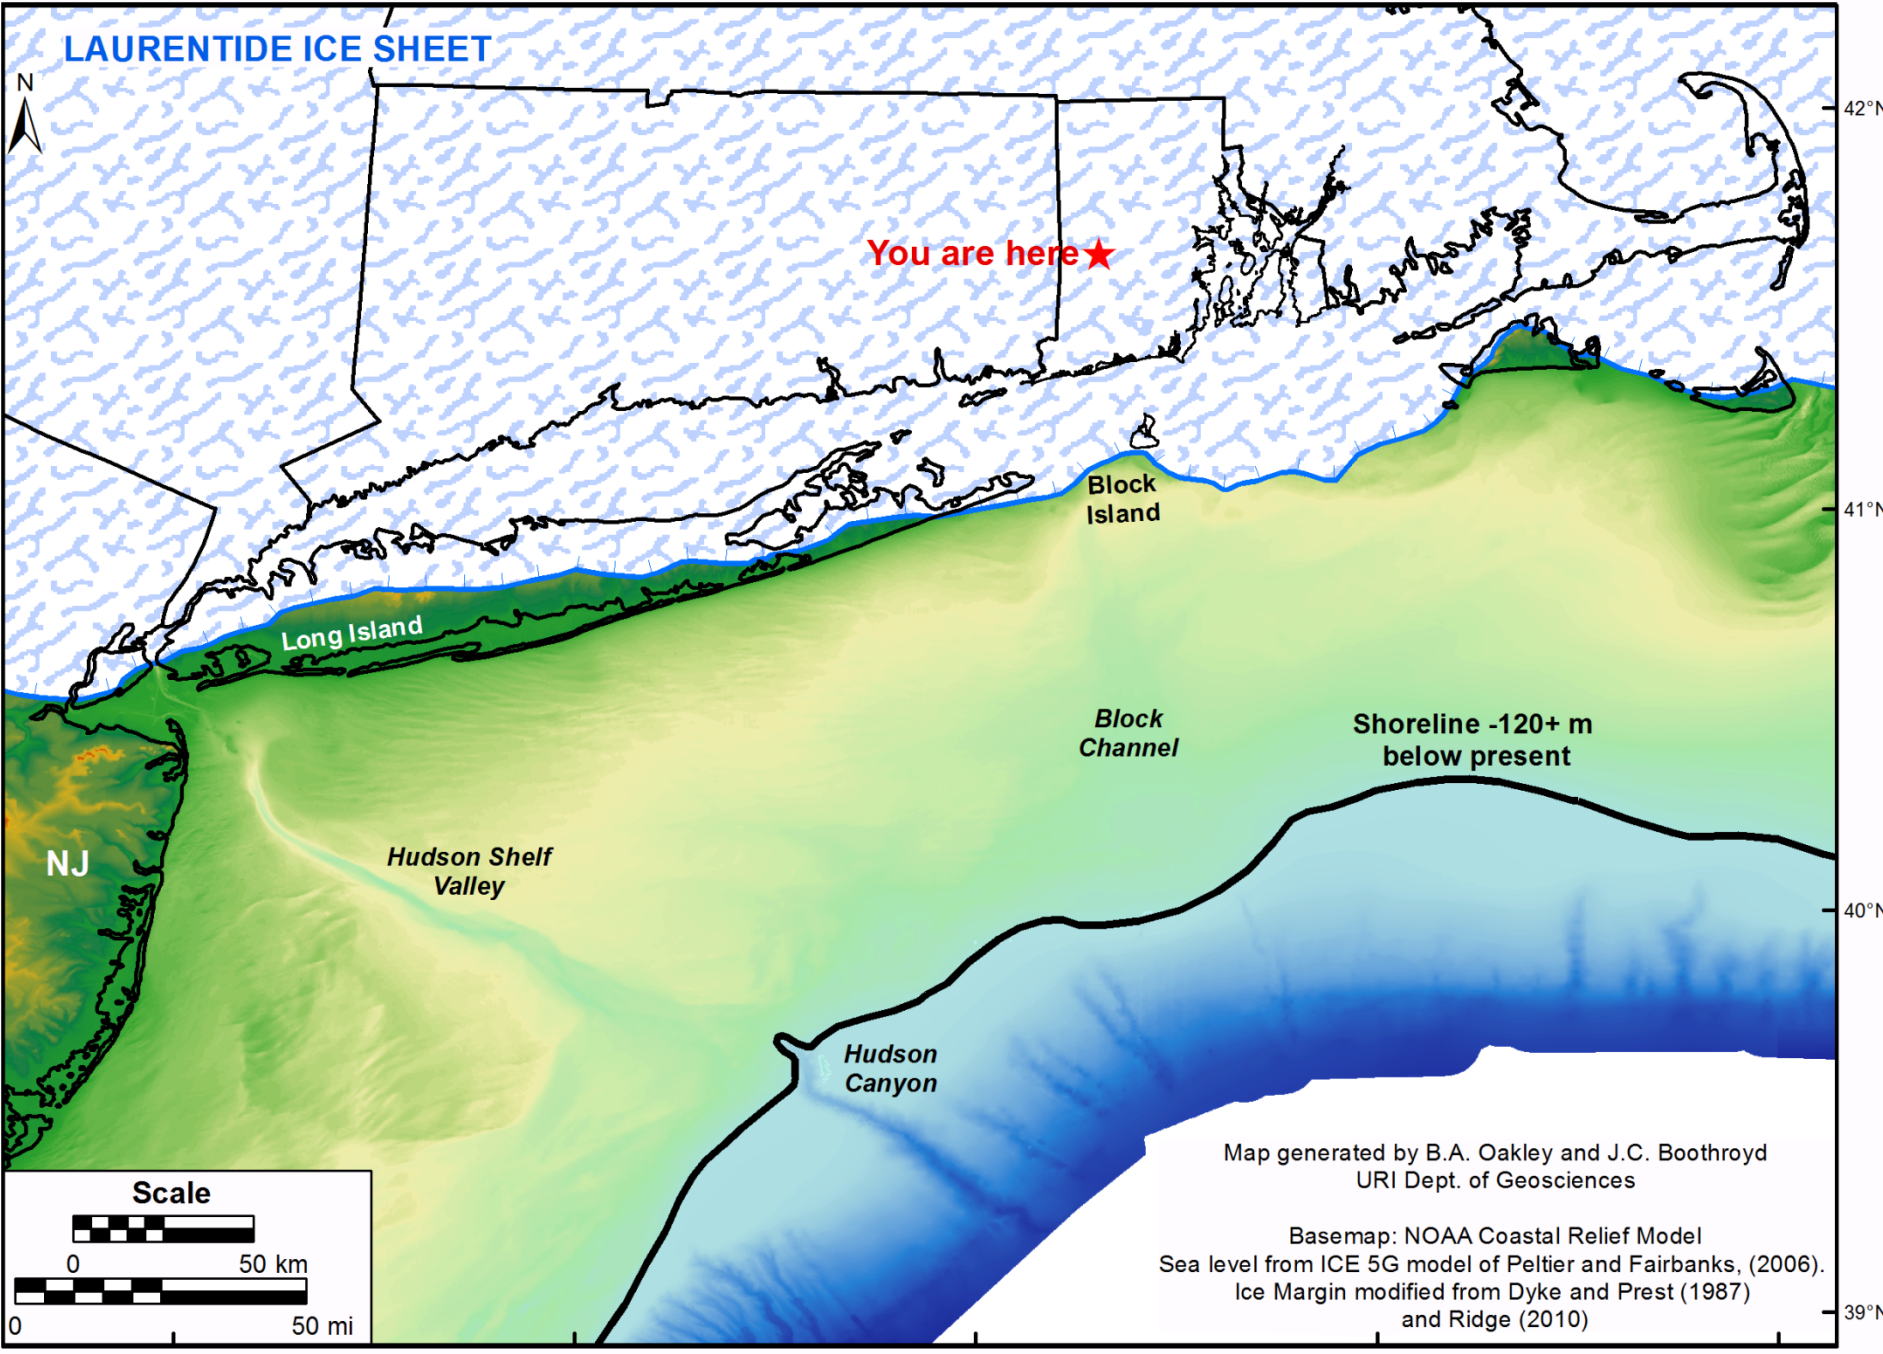 LAURENTIDE ICE SHEET
N
42°N
You are here
Block
Island
41°N
Long Island
Block
Channel
Shoreline -120+ m
below present
Hudson Shelf
Valley
NJ
40°N
Hudson
Canyon
Scale
0 50 km
0 50 mi
Map generated by B.A. Oakley and J.C. Boothroyd
URI Dept. of Geosciences
Basemap: NOAA Coastal Relief Model
Sea level from ICE 5G model of Peltier and Fairbanks, (2006).
Ice Margin modified from Dyke and Prest (1987)
and Ridge (2010)
39°N